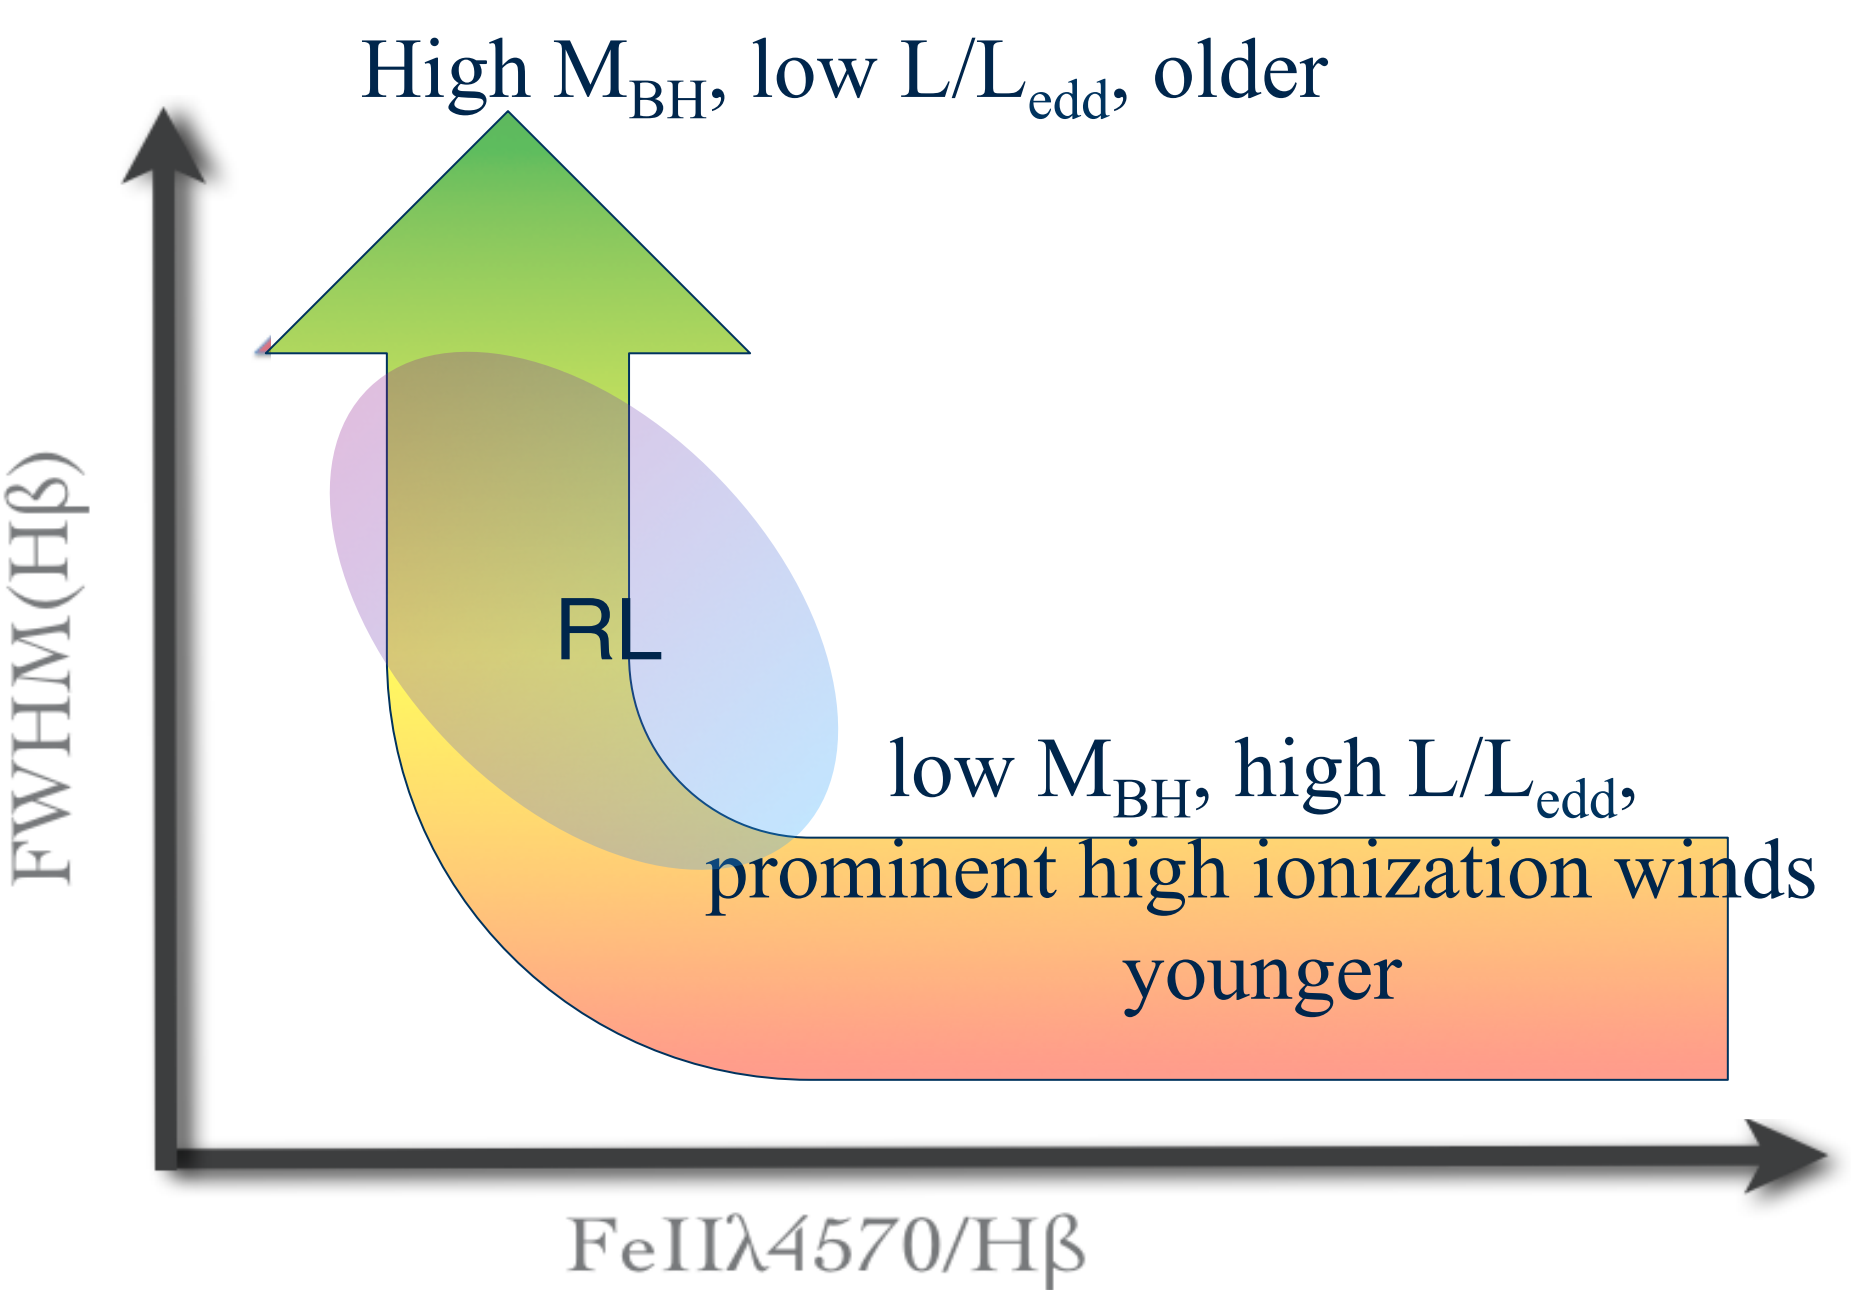 High M_BH, low L/L_edd, older
FWHM(Hβ)
RL
low M_BH, high L/L_edd,
prominent high ionization winds
younger
FeIIλ4570/Hβ